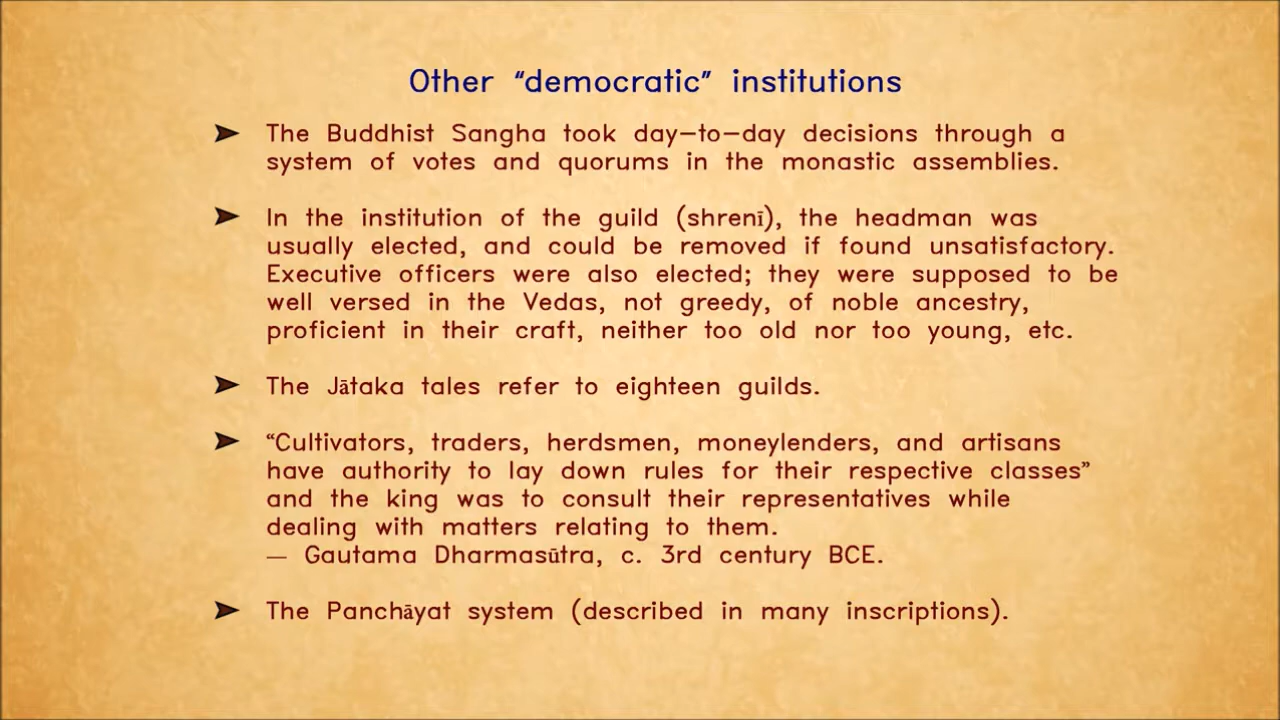 Other “democratic” institutions
➤ The Buddhist Sangha took day–to–day decisions through a
system of votes and quorums in the monastic assemblies.
➤ In the institution of the guild (shrenī), the headman was
usually elected, and could be removed if found unsatisfactory.
Executive officers were also elected; they were supposed to be
well versed in the Vedas, not greedy, of noble ancestry,
proficient in their craft, neither too old nor too young, etc.
➤ The Jātaka tales refer to eighteen guilds.
➤ “Cultivators, traders, herdsmen, moneylenders, and artisans
have authority to lay down rules for their respective classes”
and the king was to consult their representatives while
dealing with matters relating to them.
— Gautama Dharmasūtra, c. 3rd century BCE.
➤ The Panchāyat system (described in many inscriptions).